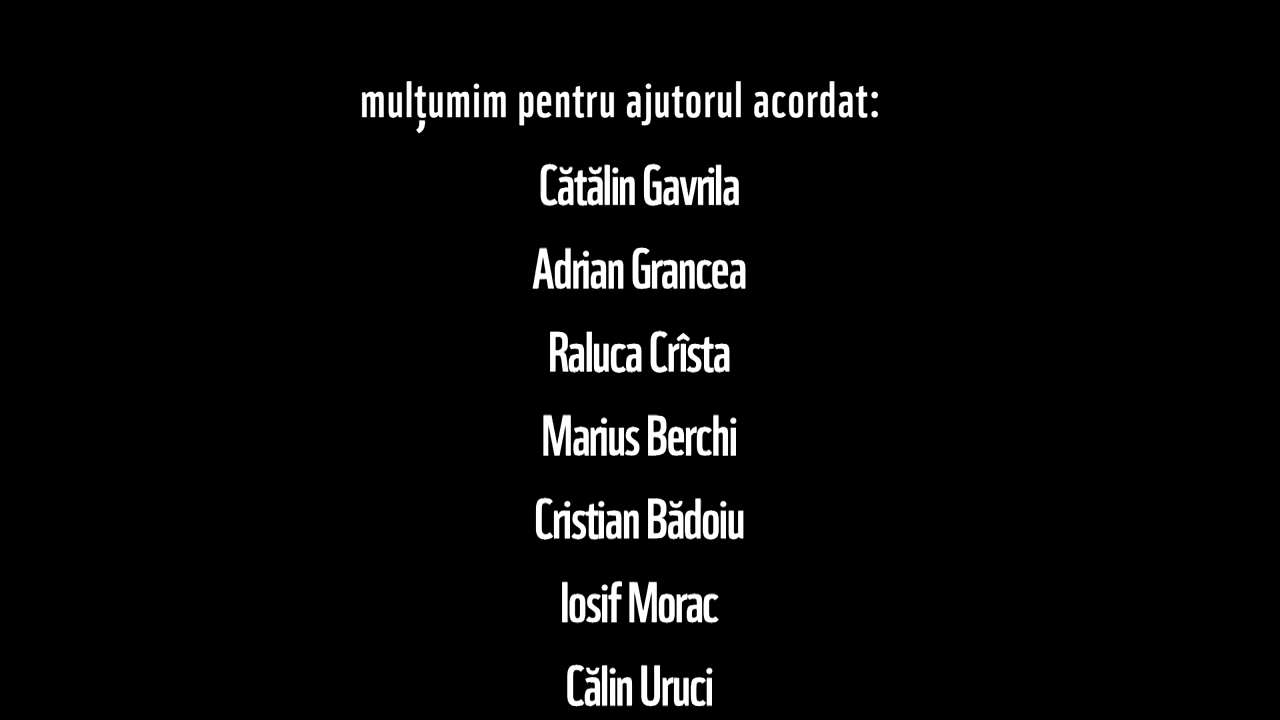 mulțumim pentru ajutorul acordat:
Cătălin Gavrila
Adrian Grancea
Raluca Crîsta
Marius Berchi
Cristian Bădoiu
Iosif Morac
Călin Uruci